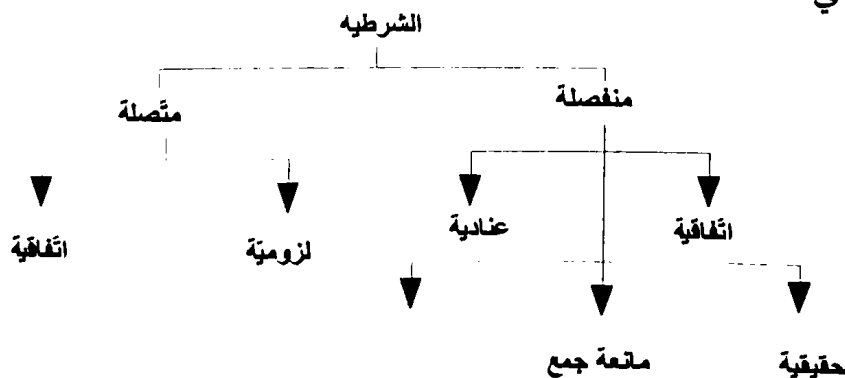 ي
الشرطيه
منفصلة
متَّصلة
اتَّفاقية
عنادية
لزوميّة
اتَّفاقية
حقيقية
مانعة جمع